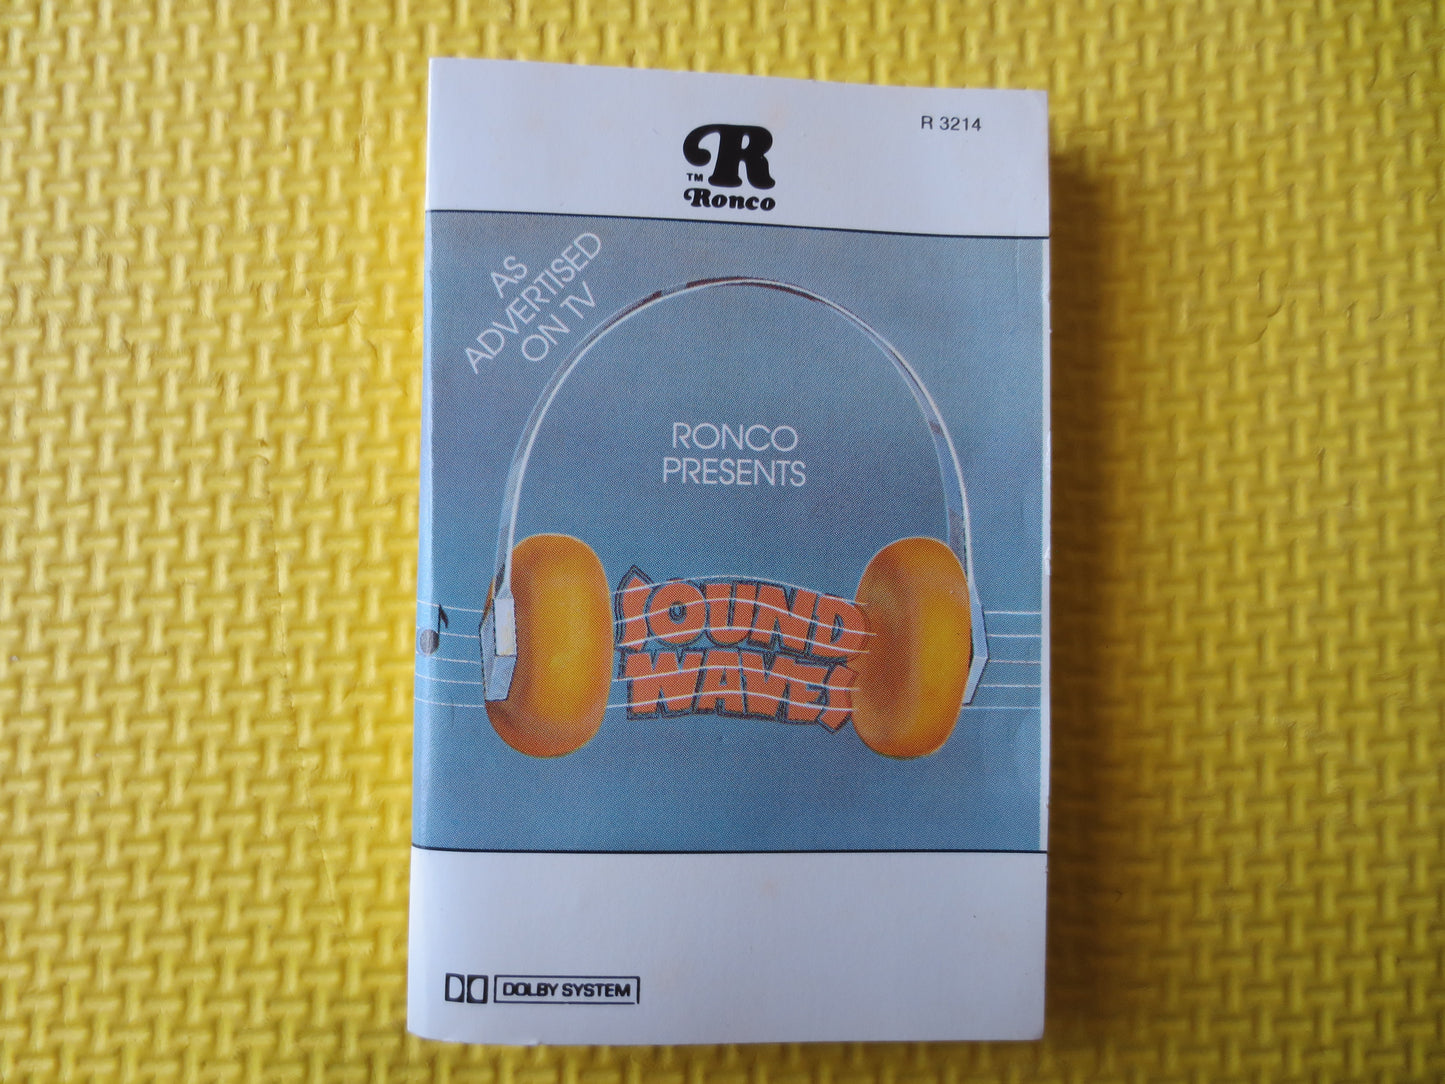 R 3214
R
TM
Ronco
AS
ADVERTISED
ON TV
RONCO
PRESENTS
SOUND
WAVES
DOLBY SYSTEM